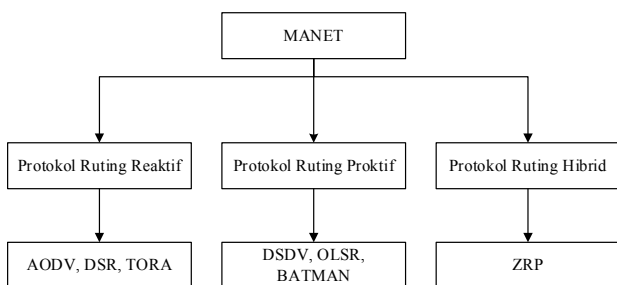 MANET
Protokol Ruting Reaktif
Protokol Ruting Proktif
Protokol Ruting Hibrid
AODV, DSR, TORA
DSDV, OLSR,
BATMAN
ZRP